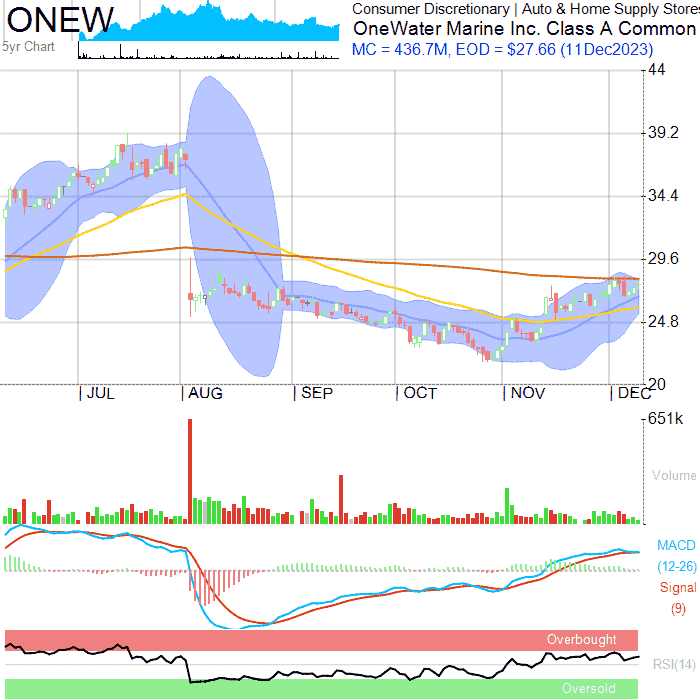 ONEW
5yr Chart
Consumer Discretionary | Auto & Home Supply Stores
OneWater Marine Inc. Class A Common
MC = 436.7M, EOD = $27.66 (11Dec2023)
44
39.2
34.4
29.6
24.8
20
JUL
AUG
SEP
OCT
NOV
DEC
651k
Volume
MACD
(12-26)
Signal
(9)
Overbought
RSI(14)
Oversold